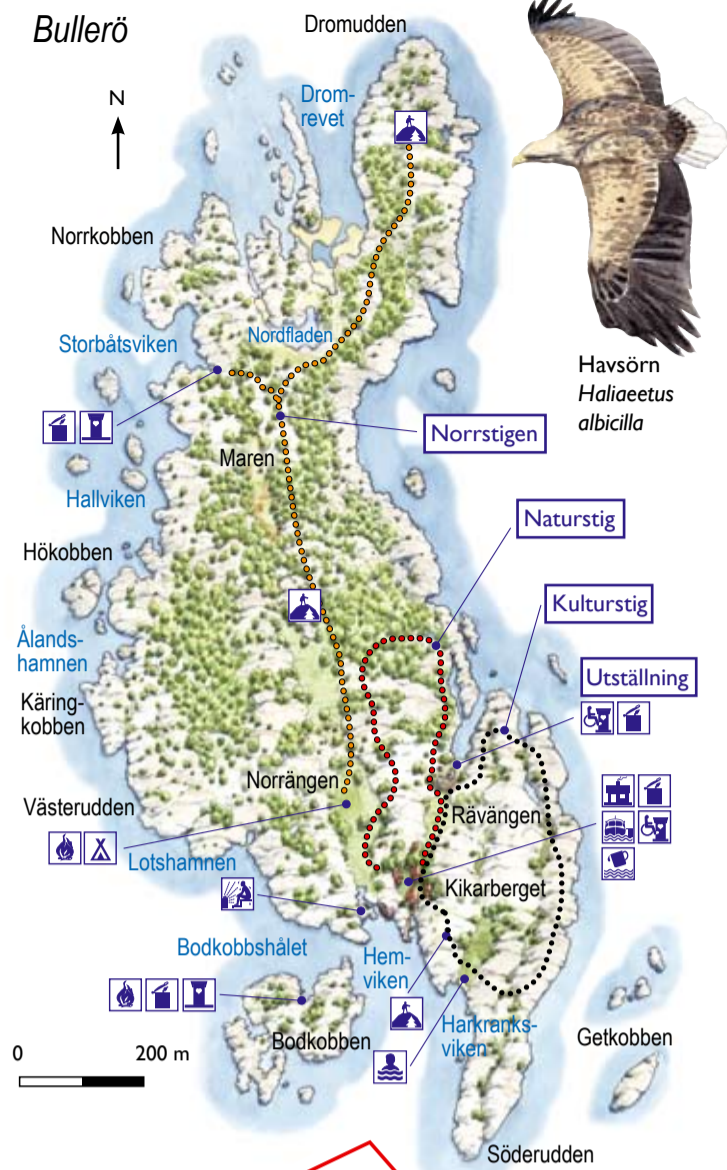 Bullerö
Dromudden
N
Drom-
revet
Norrkobben
Storbåtsviken
Nordfladen
Havsörn
Haliaeetus
albicilla
Norrstigen
Maren
Hallviken
Naturstig
Hökobben
Kulturstig
Ålands-
hamnen
Utställning
Käring-
kobben
Norrängen
Västerudden
Rävängen
Lotshamnen
Kikarberget
Bodkobbshålet
Hem-
viken
Bodkobben
Harkranks-
viken
Getkobben
0 200 m
Söderudden